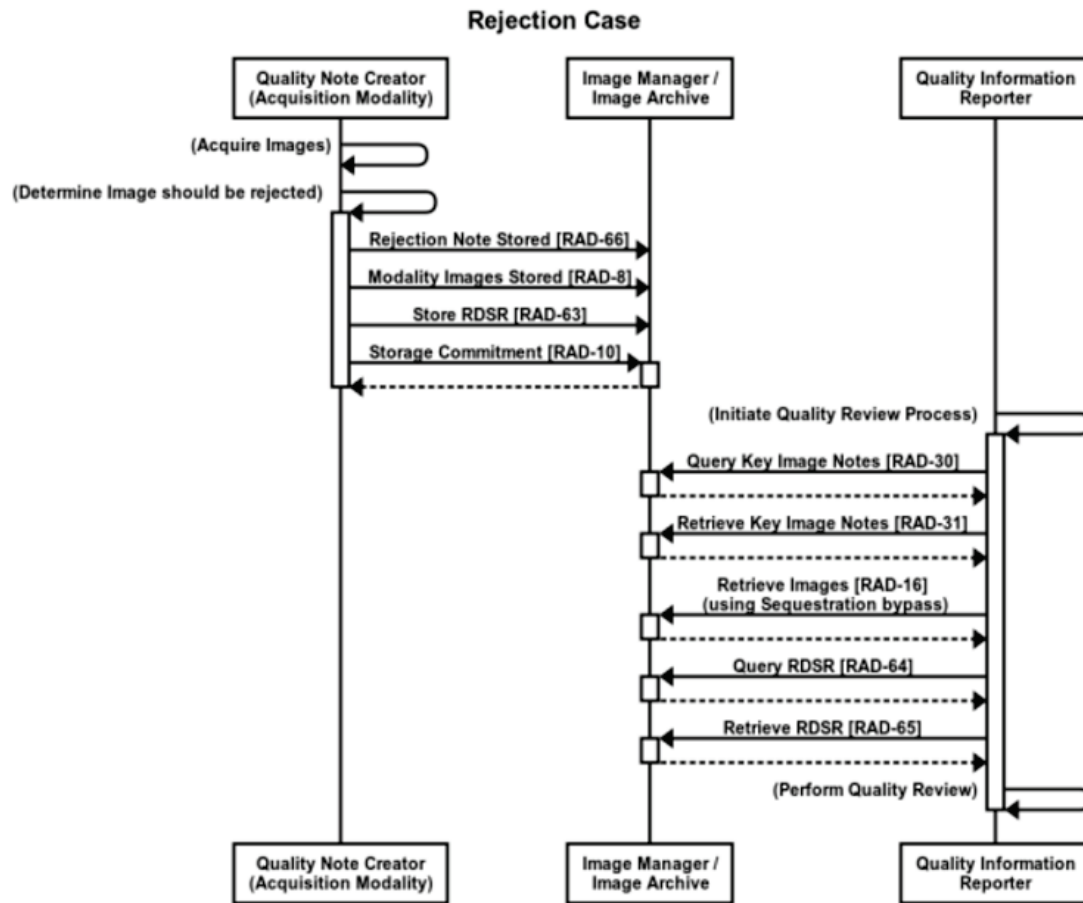 Rejection Case
Quality Note Creator
(Acquisition Modality)
Image Manager /
Image Archive
Quality Information
Reporter
(Acquire Images)
(Determine Image should be rejected)
Rejection Note Stored [RAD-66]
Modality Images Stored [RAD-8]
Store RDSR [RAD-63]
Storage Commitment [RAD-10]
(Initiate Quality Review Process)
Query Key Image Notes [RAD-30]
Retrieve Key Image Notes [RAD-31]
Retrieve Images [RAD-16]
(using Sequestration bypass)
Query RDSR [RAD-64]
Retrieve RDSR [RAD-65]
(Perform Quality Review)
Quality Note Creator
(Acquisition Modality)
Image Manager /
Image Archive
Quality Information
Reporter